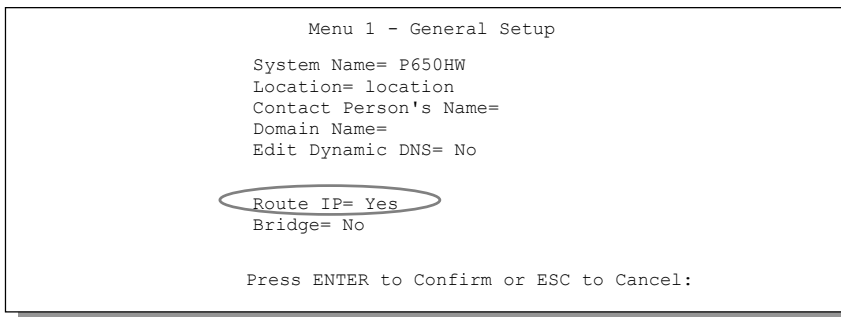 Menu 1 - General Setup
System Name= P650HW
Location= location
Contact Person's Name=
Domain Name=
Edit Dynamic DNS= No
Route IP= Yes
Bridge= No
Press ENTER to Confirm or ESC to Cancel: